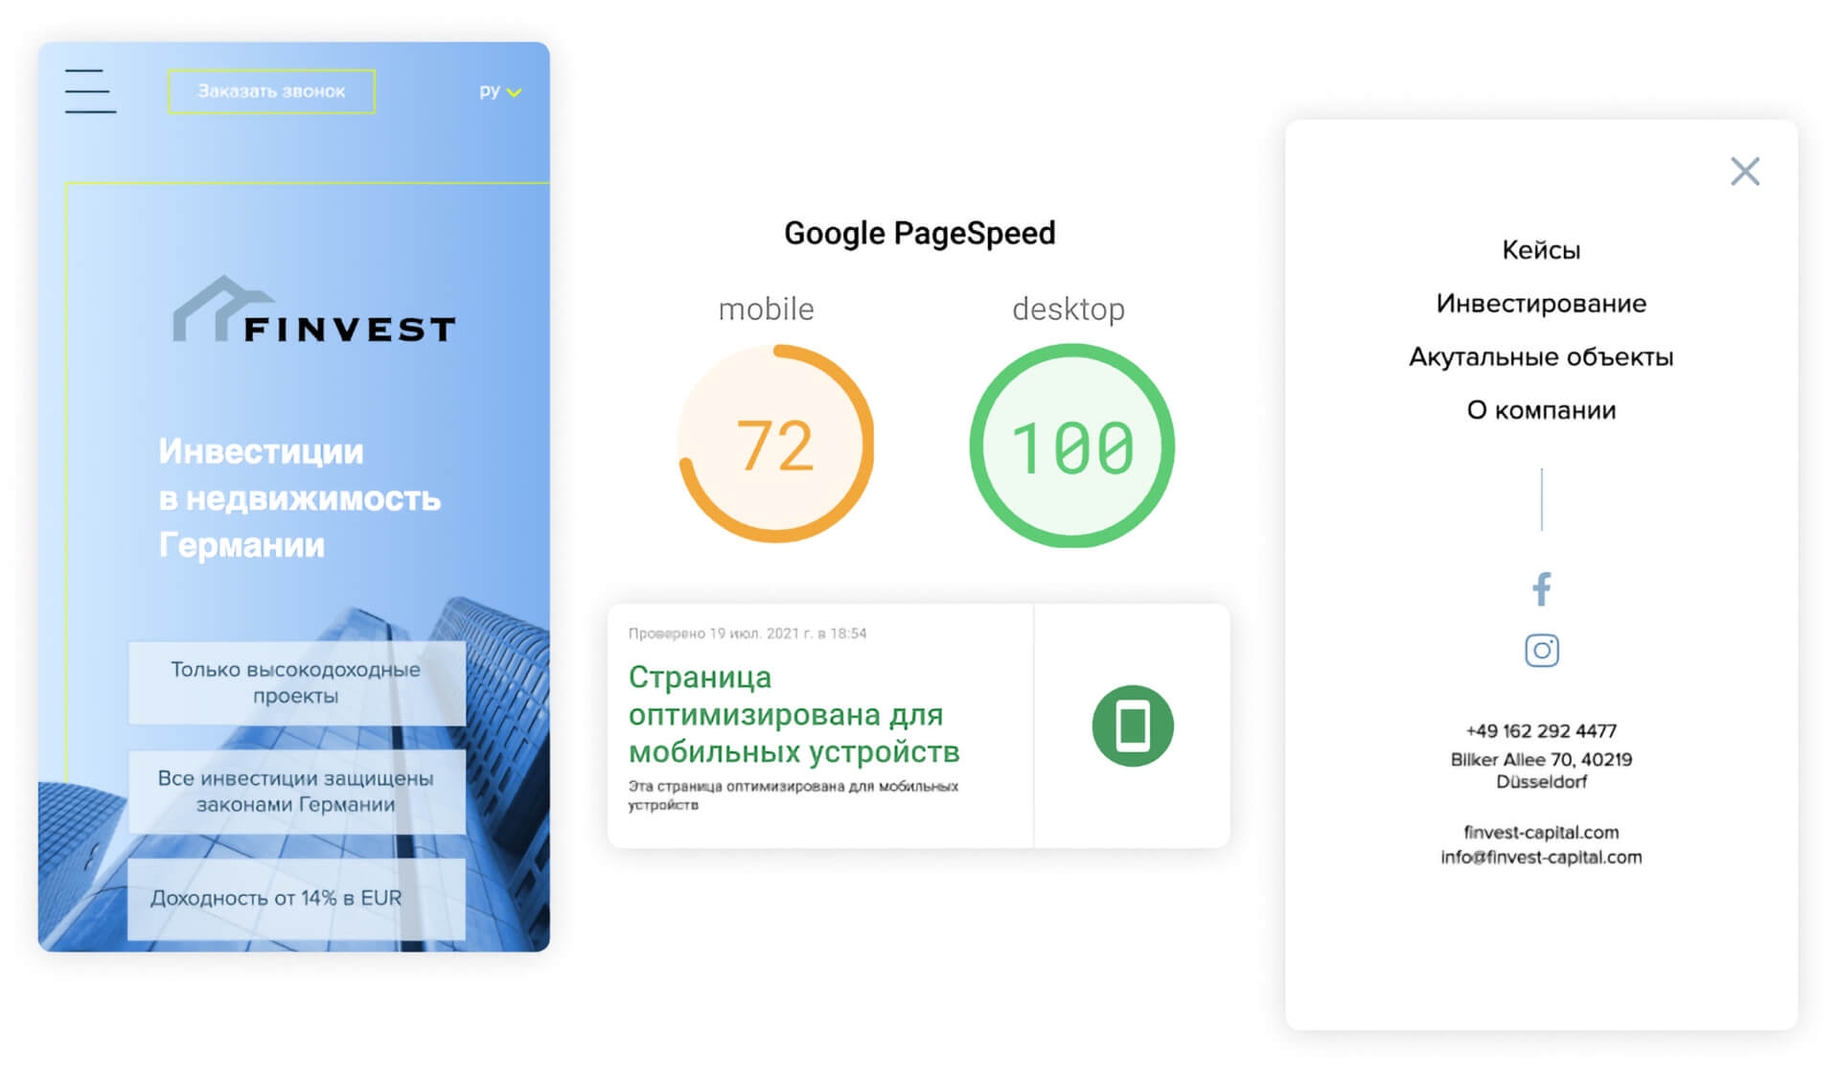 Заказать звонок
РУ
FINVEST
Инвестиции
в недвижимость
Германии
Только высокодоходные
проекты
Все инвестиции защищены
законами Германии
Доходность от 14% в EUR
Google PageSpeed
mobile
desktop
72
100
Проверено 19 июл. 2021 г. в 18:54
Страница
оптимизирована для
мобильных устройств
Эта страница оптимизирована для мобильных
устройств
Кейсы
Инвестирование
Акутальные объекты
О компании
+49 162 292 4477
Bilker Allee 70, 40219
Düsseldorf
finvest-capital.com
info@finvest-capital.com